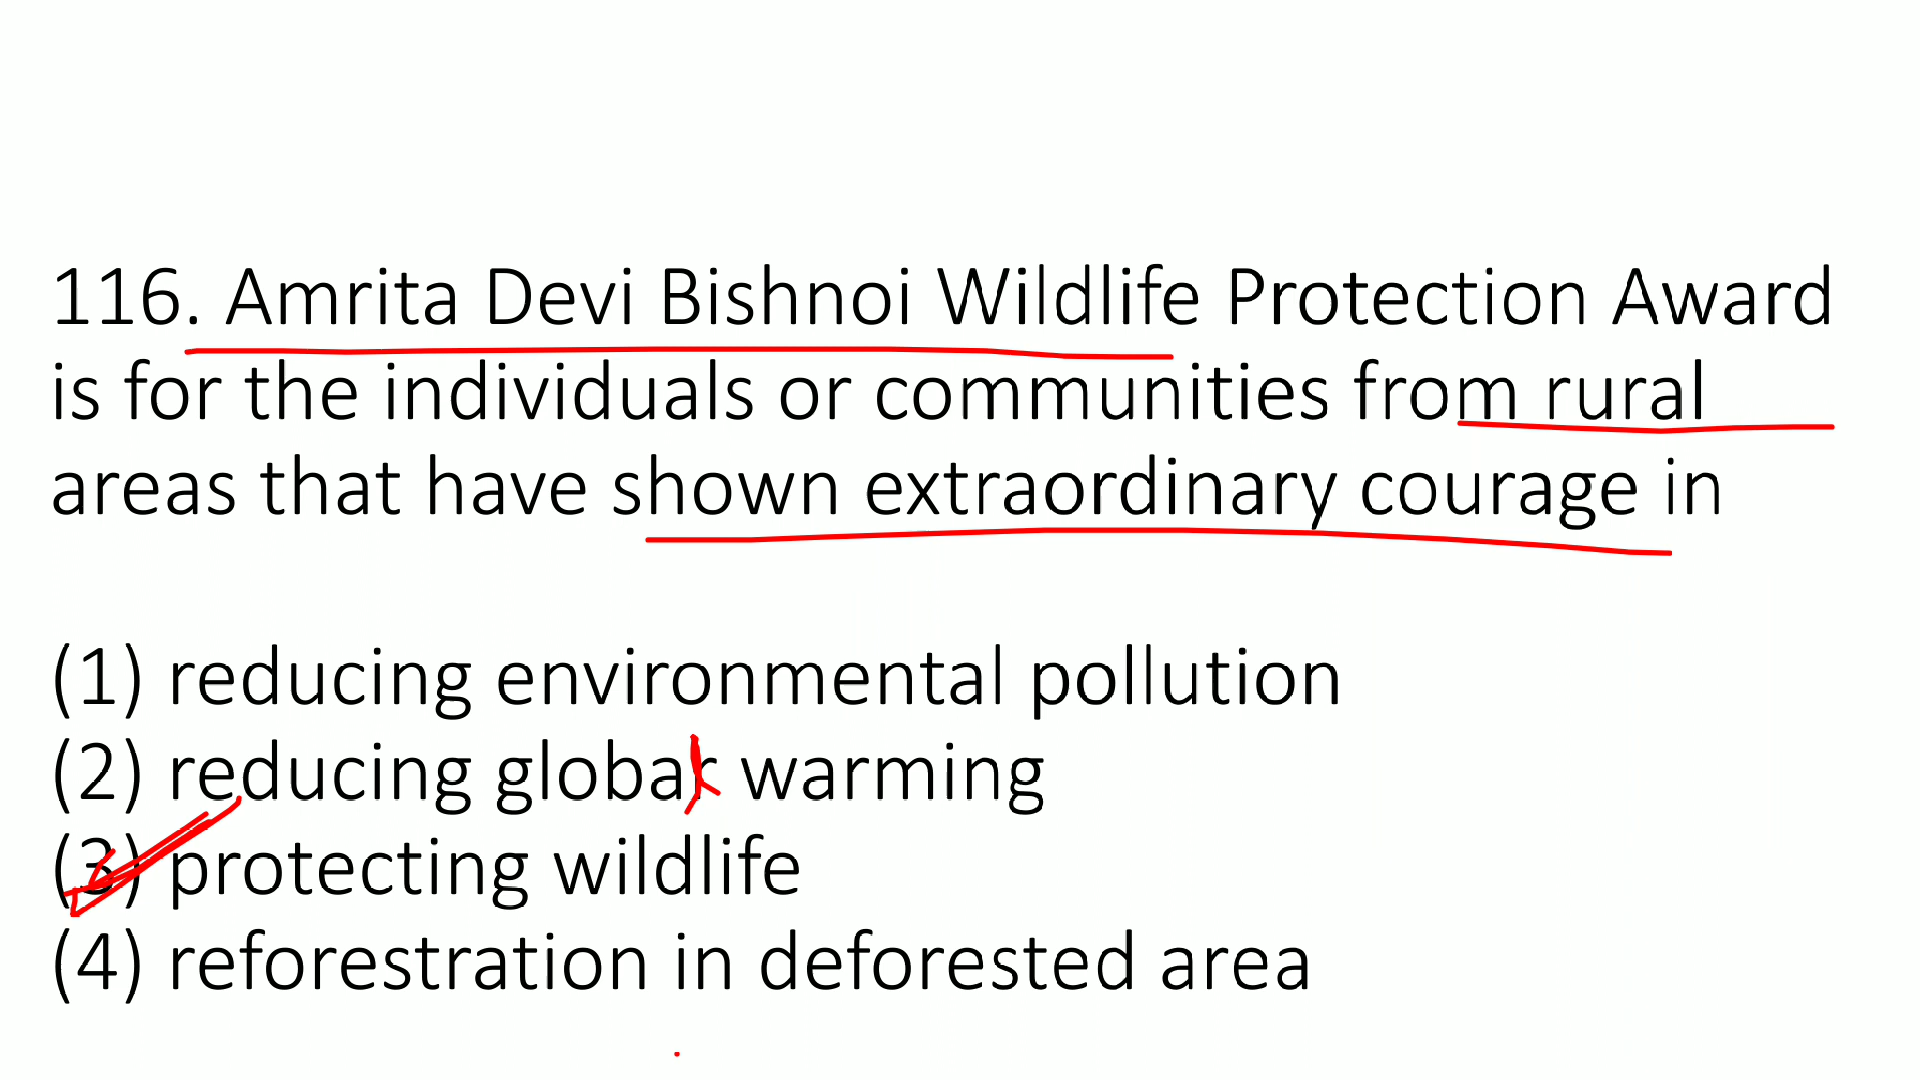 116. Amrita Devi Bishnoi Wildlife Protection Award
is for the individuals or communities from rural
areas that have shown extraordinary courage in
(1) reducing environmental pollution
(2) reducing global warming
(3) protecting wildlife
(4) reforestration in deforested area